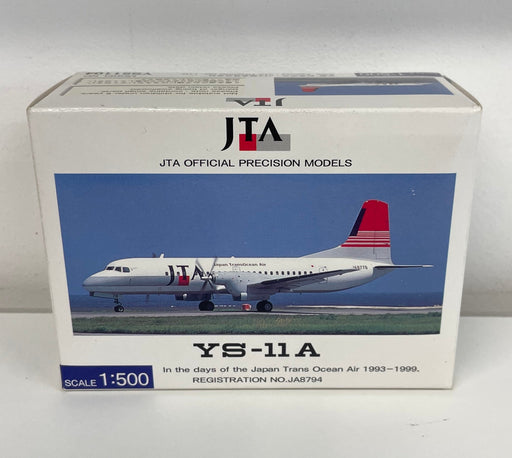 JTA
JTA
JTA OFFICIAL PRECISION MODELS
Japan TransOcean Air
JTA
YS-11A
SCALE 1:500
In the days of the Japan Trans Ocean Air 1993-1999.
REGISTRATION NO.JA8794